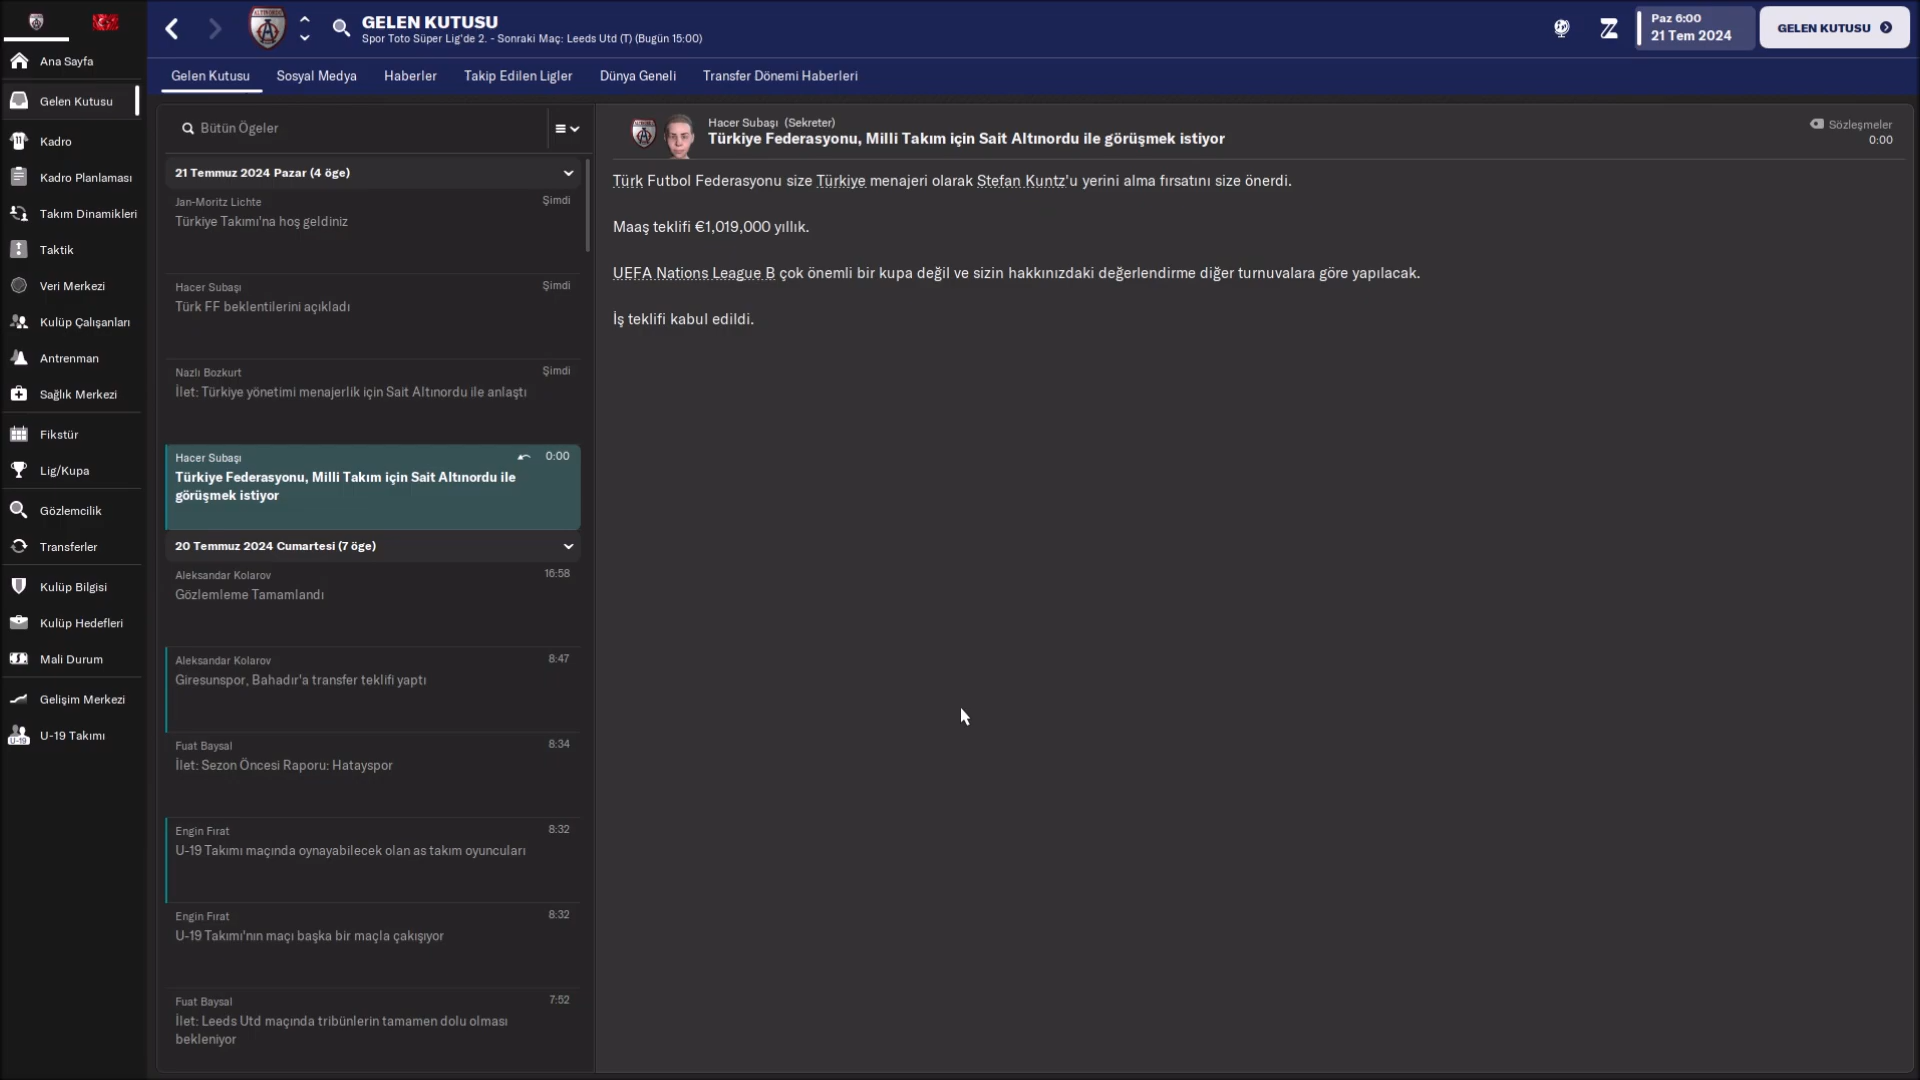 GELEN KUTUSU
Spor Toto Süper Lig'de 2. - Sonraki Maç: Leeds Utd (T) (Bugün 15:00)
Paz 6:00
21 Tem 2024
GELEN KUTUSU
Gelen Kutusu
Sosyal Medya
Haberler
Takip Edilen Ligler
Dünya Geneli
Transfer Dönemi Haberleri
Ana Sayfa
Gelen Kutusu
Kadro
Kadro Planlaması
Takım Dinamikleri
Taktik
Veri Merkezi
Kulüp Çalışanları
Antrenman
Sağlık Merkezi
Fikstür
Lig/Kupa
Gözlemcilik
Transferler
Kulüp Bilgisi
Kulüp Hedefleri
Mali Durum
Gelişim Merkezi
U-19 Takımı
Bütün Ögeler
21 Temmuz 2024 Pazar (4 öge)
Jan-Moritz Lichte
Şimdi
Türkiye Takımı'na hoş geldiniz
Hacer Subaşı
Şimdi
Türk FF beklentilerini açıkladı
Nazlı Bozkurt
Şimdi
İlet: Türkiye yönetimi menajerlik için Sait Altınordu ile anlaştı
Hacer Subaşı
0:00
Türkiye Federasyonu, Milli Takım için Sait Altınordu ile
görüşmek istiyor
20 Temmuz 2024 Cumartesi (7 öge)
Aleksandar Kolarov
16:58
Gözlemleme Tamamlandı
Aleksandar Kolarov
8:47
Giresunspor, Bahadır'a transfer teklifi yaptı
Fuat Baysal
8:34
İlet: Sezon Öncesi Raporu: Hatayspor
Engin Fırat
8:32
U-19 Takımı maçında oynayabilecek olan as takım oyuncuları
Engin Fırat
8:32
U-19 Takımı'nın maçı başka bir maçla çakışıyor
Fuat Baysal
7:52
İlet: Leeds Utd maçında tribünlerin tamamen dolu olması
bekleniyor
Hacer Subaşı (Sekreter)
Türkiye Federasyonu, Milli Takım için Sait Altınordu ile görüşmek istiyor
Sözleşmeler
0:00
Türk Futbol Federasyonu size Türkiye menajeri olarak Stefan Kuntz'u yerini alma fırsatını size önerdi.
Maaş teklifi €1,019,000 yıllık.
UEFA Nations League B çok önemli bir kupa değil ve sizin hakkınızdaki değerlendirme diğer turnuvalara göre yapılacak.
İş teklifi kabul edildi.